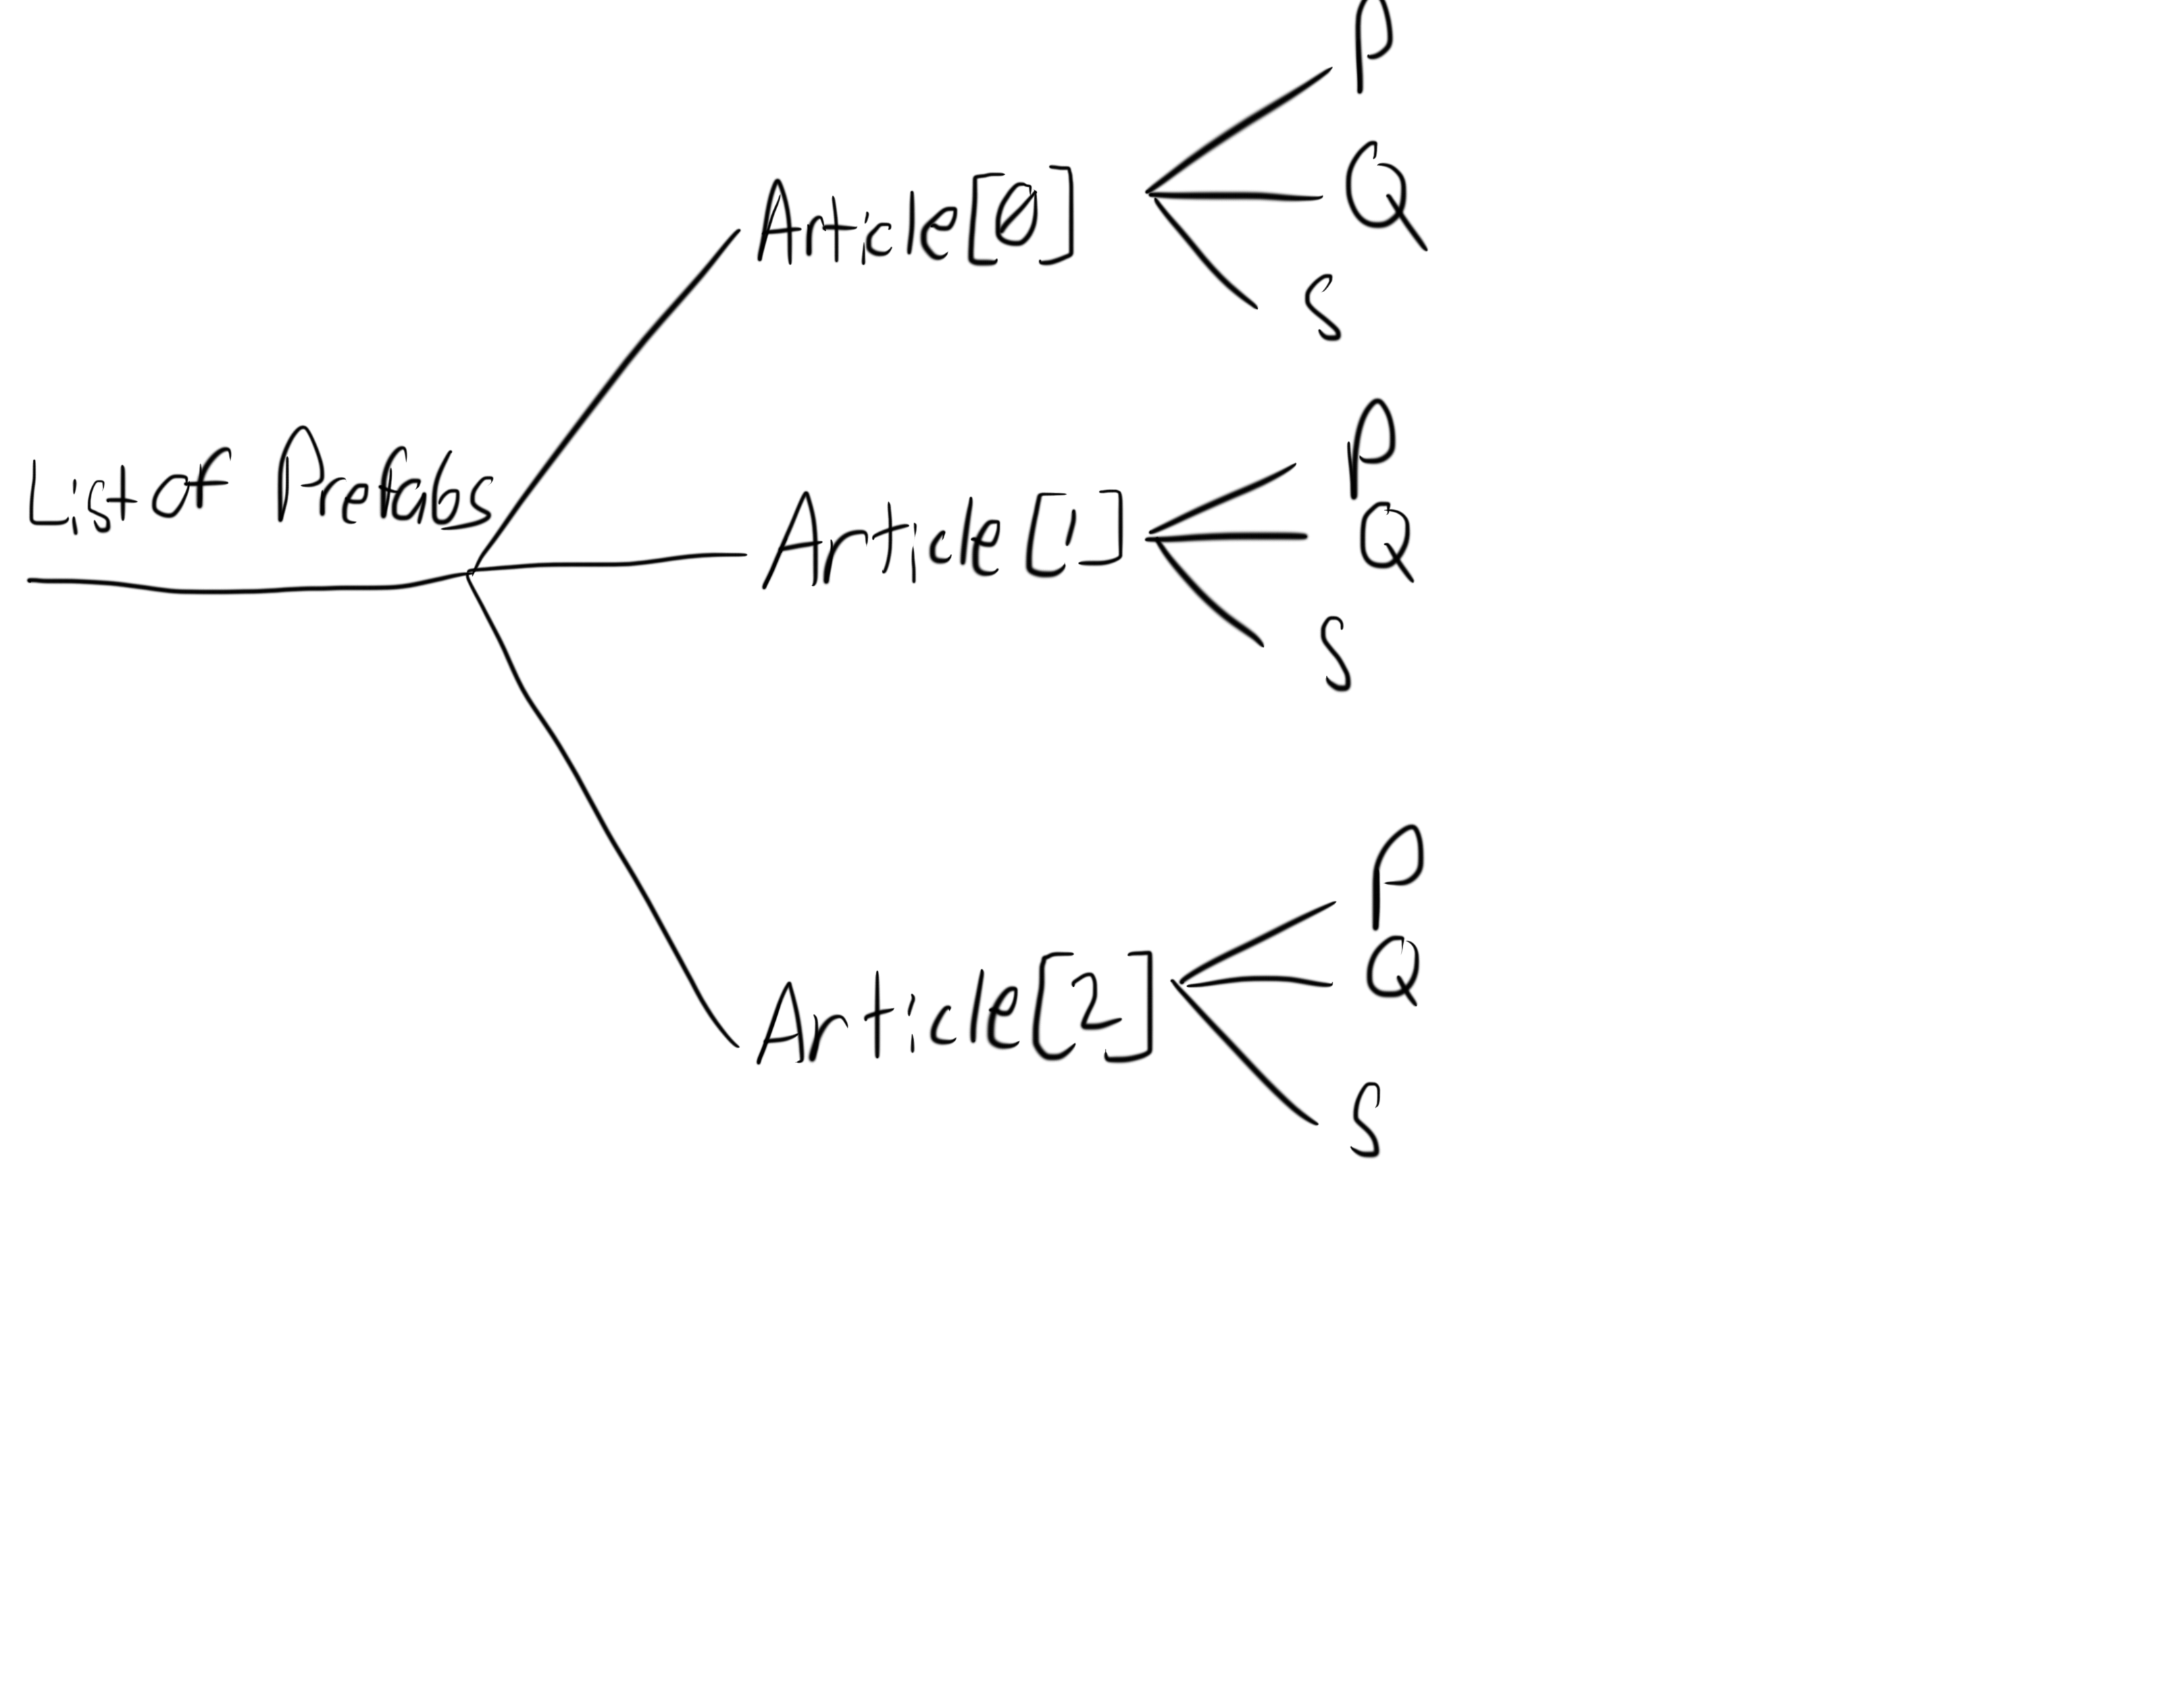 List of Prefabs
Article[0]
P
Q
S
Article[1]
P
Q
S
Article[2]
P
Q
S